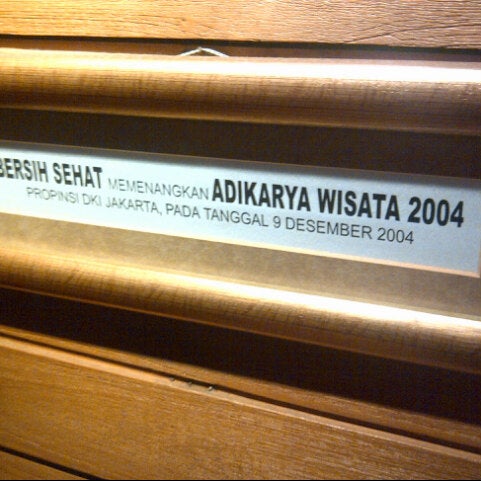 BERSIH SEHAT MEMENANGKAN ADIKARYA WISATA 2004
PROPINSI DKI JAKARTA, PADA TANGGAL 9 DESEMBER 2004